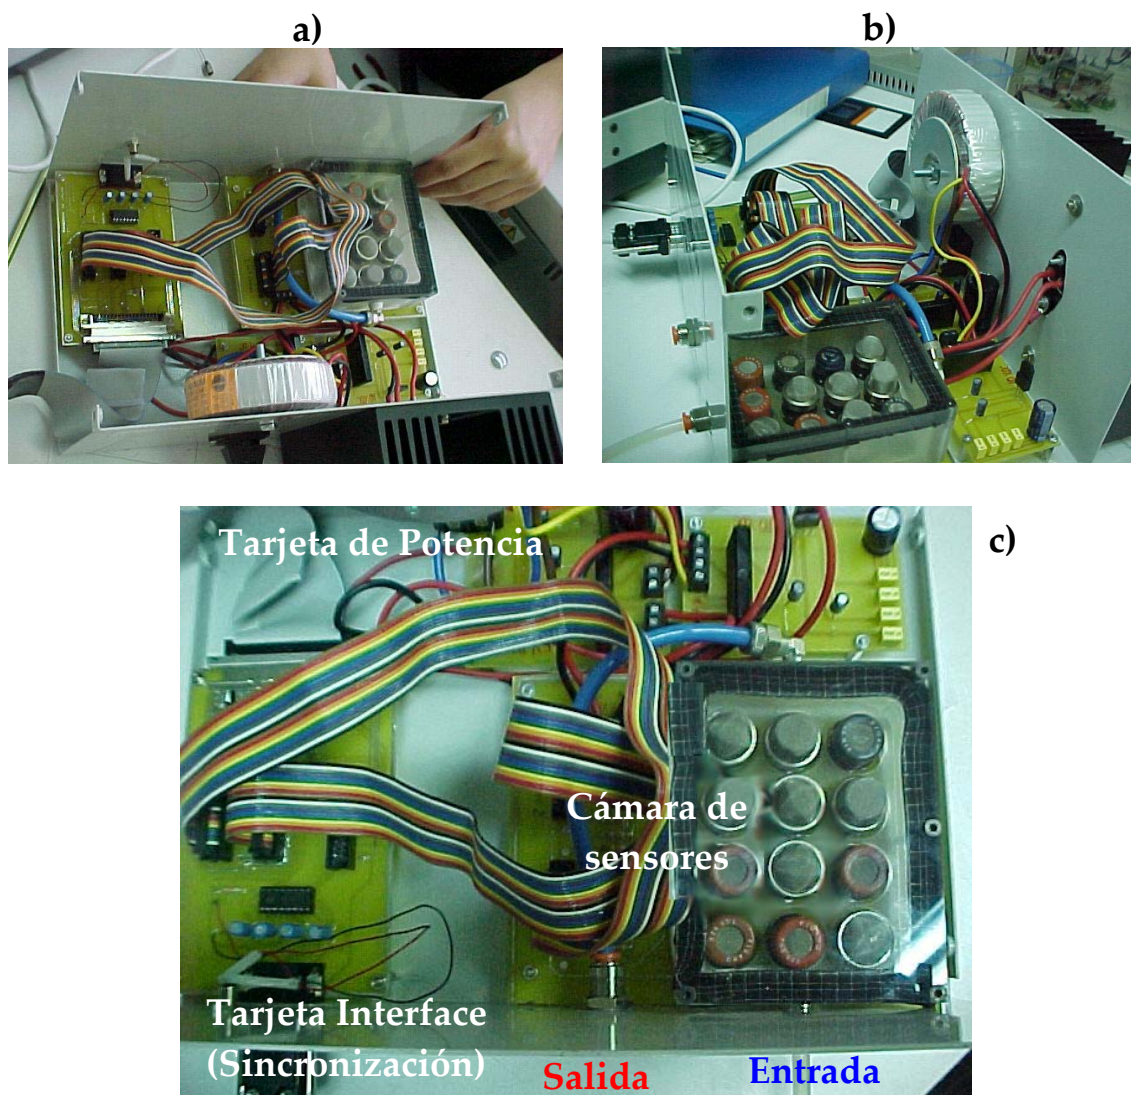 a)
b)
c)
Tarjeta de Potencia
Cámara de
sensores
Tarjeta Interface
(Sincronización)
Salida
Entrada